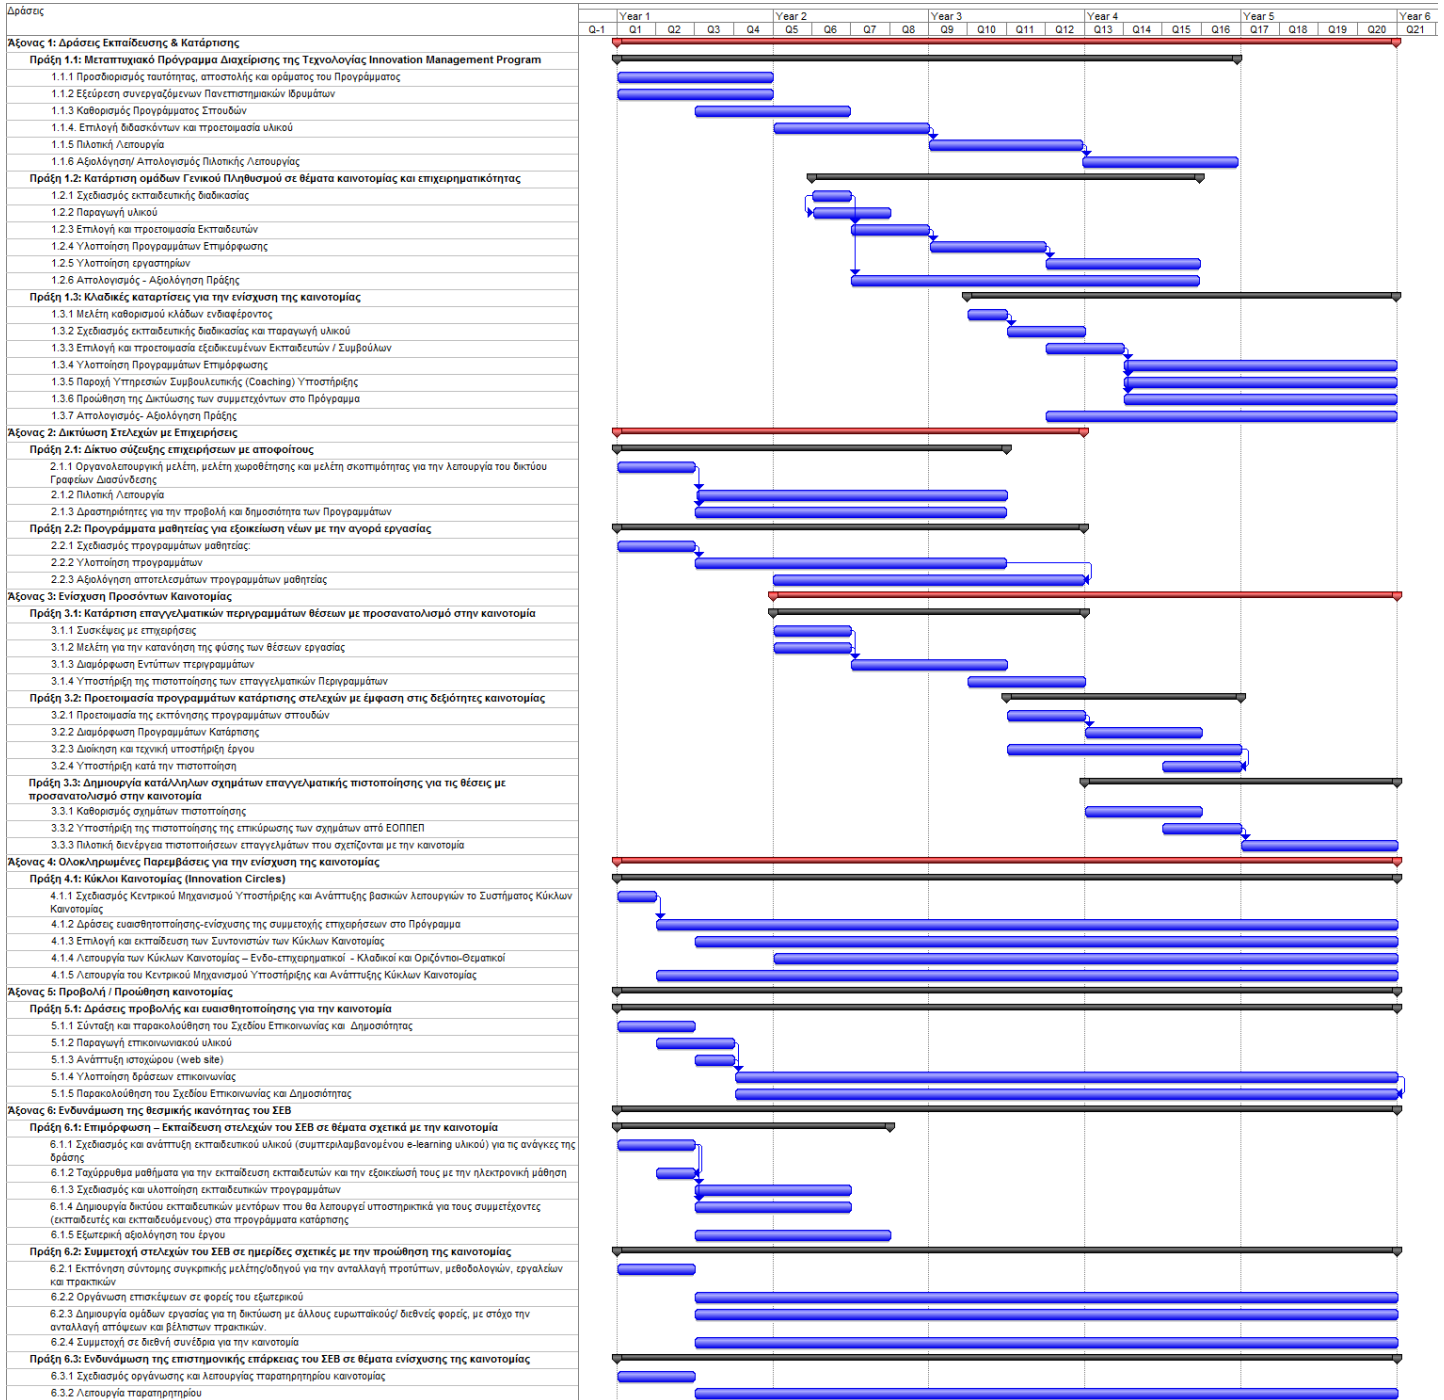 Δράσεις
Year 1 Year 2 Year 3 Year 4 Year 5 Year 6
Q-1 Q1 Q2 Q3 Q4 Q5 Q6 Q7 Q8 Q9 Q10 Q11 Q12 Q13 Q14 Q15 Q16 Q17 Q18 Q19 Q20 Q21
Άξονας 1: Δράσεις Εκπαίδευσης & Κατάρτισης
Πράξη 1.1: Μεταπτυχιακό Πρόγραμμα Διαχείρισης της Τεχνολογίας Innovation Management Program
1.1.1 Προσδιορισμός ταυτότητας, αποστολής και οράματος του Προγράμματος
1.1.2 Εξεύρεση συνεργαζόμενων Πανεπιστημιακών Ιδρυμάτων
1.1.3 Καθορισμός Προγράμματος Σπουδών
1.1.4. Επιλογή διδασκόντων και προετοιμασία υλικού
1.1.5 Πιλοτική Λειτουργία
1.1.6 Αξιολόγηση/ Απολογισμός Πιλοτικής Λειτουργίας
Πράξη 1.2: Κατάρτιση ομάδων Γενικού Πληθυσμού σε θέματα καινοτομίας και επιχειρηματικότητας
1.2.1 Σχεδιασμός εκπαιδευτικής διαδικασίας
1.2.2 Παραγωγή υλικού
1.2.3 Επιλογή και προετοιμασία Εκπαιδευτών
1.2.4 Υλοποίηση Προγραμμάτων Επιμόρφωσης
1.2.5 Υλοποίηση εργαστηρίων
1.2.6 Απολογισμός - Αξιολόγηση Πράξης
Πράξη 1.3: Κλαδικές καταρτίσεις για την ενίσχυση της καινοτομίας
1.3.1 Μελέτη καθορισμού κλάδων ενδιαφέροντος
1.3.2 Σχεδιασμός εκπαιδευτικής διαδικασίας και παραγωγή υλικού
1.3.3 Επιλογή και προετοιμασία εξειδικευμένων Εκπαιδευτών / Συμβούλων
1.3.4 Υλοποίηση Προγραμμάτων Επιμόρφωσης
1.3.5 Παροχή Υπηρεσιών Συμβουλευτικής (Coaching) Υποστήριξης
1.3.6 Προώθηση της Δικτύωσης των συμμετεχόντων στο Πρόγραμμα
1.3.7 Απολογισμός- Αξιολόγηση Πράξης
Άξονας 2: Δικτύωση Στελεχών με Επιχειρήσεις
Πράξη 2.1: Δίκτυο σύζευξης επιχειρήσεων με αποφοίτους
2.1.1 Οργανολειτουργική μελέτη, μελέτη χωροθέτησης και μελέτη σκοπιμότητας για την λειτουργία του δικτύου
Γραφείων Διασύνδεσης
2.1.2 Πιλοτική Λειτουργία
2.1.3 Δραστηριότητες για την προβολή και δημοσιότητα των Προγραμμάτων
Πράξη 2.2: Προγράμματα μαθητείας για εξοικείωση νέων με την αγορά εργασίας
2.2.1 Σχεδιασμός προγραμμάτων μαθητείας:
2.2.2 Υλοποίηση προγραμμάτων
2.2.3 Αξιολόγηση αποτελεσμάτων προγραμμάτων μαθητείας
Άξονας 3: Ενίσχυση Προσόντων Καινοτομίας
Πράξη 3.1: Κατάρτιση επαγγελματικών περιγραμμάτων θέσεων με προσανατολισμό στην καινοτομία
3.1.1 Συσκέψεις με επιχειρήσεις
3.1.2 Μελέτη για την κατανόηση της φύσης των θέσεων εργασίας
3.1.3 Διαμόρφωση Εντύπων περιγραμμάτων
3.1.4 Υποστήριξη της πιστοποίησης των επαγγελματικών Περιγραμμάτων
Πράξη 3.2: Προετοιμασία προγραμμάτων κατάρτισης στελεχών με έμφαση στις δεξιότητες καινοτομίας
3.2.1 Προετοιμασία της εκπόνησης προγραμμάτων σπουδών
3.2.2 Διαμόρφωση Προγραμμάτων Κατάρτισης
3.2.3 Διοίκηση και τεχνική υποστήριξη έργου
3.2.4 Υποστήριξη κατά την πιστοποίηση
Πράξη 3.3: Δημιουργία κατάλληλων σχημάτων επαγγελματικής πιστοποίησης για τις θέσεις με
προσανατολισμό στην καινοτομία
3.3.1 Καθορισμός σχημάτων πιστοποίησης
3.3.2 Υποστήριξη της πιστοποίησης της επικύρωσης των σχημάτων από ΕΟΠΠΕΠ
3.3.3 Πιλοτική διενέργεια πιστοποιήσεων επαγγελμάτων που σχετίζονται με την καινοτομία
Άξονας 4: Ολοκληρωμένες Παρεμβάσεις για την ενίσχυση της καινοτομίας
Πράξη 4.1: Κύκλοι Καινοτομίας (Innovation Circles)
4.1.1 Σχεδιασμός Κεντρικού Μηχανισμού Υποστήριξης και Ανάπτυξης βασικών λειτουργιών το Συστήματος Κύκλων
Καινοτομίας
4.1.2 Δράσεις ευαισθητοποίησης-ενίσχυσης της συμμετοχής επιχειρήσεων στο Πρόγραμμα
4.1.3 Επιλογή και εκπαίδευση των Συντονιστών των Κύκλων Καινοτομίας
4.1.4 Λειτουργία των Κύκλων Καινοτομίας – Ενδο-επιχειρηματικοί - Κλαδικοί και Οριζόντιοι-Θεματικοί
4.1.5 Λειτουργία του Κεντρικού Μηχανισμού Υποστήριξης και Ανάπτυξης Κύκλων Καινοτομίας
Άξονας 5: Προβολή / Προώθηση καινοτομίας
Πράξη 5.1: Δράσεις προβολής και ευαισθητοποίησης για την καινοτομία
5.1.1 Σύνταξη και παρακολούθηση του Σχεδίου Επικοινωνίας και Δημοσιότητας
5.1.2 Παραγωγή επικοινωνιακού υλικού
5.1.3 Ανάπτυξη ιστοχώρου (web site)
5.1.4 Υλοποίηση δράσεων επικοινωνίας
5.1.5 Παρακολούθηση του Σχεδίου Επικοινωνίας και Δημοσιότητας
Άξονας 6: Ενδυνάμωση της θεσμικής ικανότητας του ΣΕΒ
Πράξη 6.1: Επιμόρφωση – Εκπαίδευση στελεχών του ΣΕΒ σε θέματα σχετικά με την καινοτομία
6.1.1 Σχεδιασμός και ανάπτυξη εκπαιδευτικού υλικού (συμπεριλαμβανομένου e-learning υλικού) για τις ανάγκες της
δράσης
6.1.2 Ταχύρρυθμα μαθήματα για την εκπαίδευση εκπαιδευτών και την εξοικείωσή τους με την ηλεκτρονική μάθηση
6.1.3 Σχεδιασμός και υλοποίηση εκπαιδευτικών προγραμμάτων
6.1.4 Δημιουργία δικτύου εκπαιδευτικών μεντόρων που θα λειτουργεί υποστηρικτικά για τους συμμετέχοντες
(εκπαιδευτές και εκπαιδευόμενους) στα προγράμματα κατάρτισης
6.1.5 Εξωτερική αξιολόγηση του έργου
Πράξη 6.2: Συμμετοχή στελεχών του ΣΕΒ σε ημερίδες σχετικές με την προώθηση της καινοτομίας
6.2.1 Εκπόνηση σύντομης συγκριτικής μελέτης/οδηγού για την ανταλλαγή προτύπων, μεθοδολογιών, εργαλείων
και πρακτικών
6.2.2 Οργάνωση επισκέψεων σε φορείς του εξωτερικού
6.2.3 Δημιουργία ομάδων εργασίας για τη δικτύωση με άλλους ευρωπαϊκούς/ διεθνείς φορείς, με στόχο την
ανταλλαγή απόψεων και βέλτιστων πρακτικών.
6.2.4 Συμμετοχή σε διεθνή συνέδρια για την καινοτομία
Πράξη 6.3: Ενδυνάμωση της επιστημονικής επάρκειας του ΣΕΒ σε θέματα ενίσχυσης της καινοτομίας
6.3.1 Σχεδιασμός οργάνωσης και λειτουργίας παρατηρητηρίου καινοτομίας
6.3.2 Λειτουργία παρατηρητηρίου